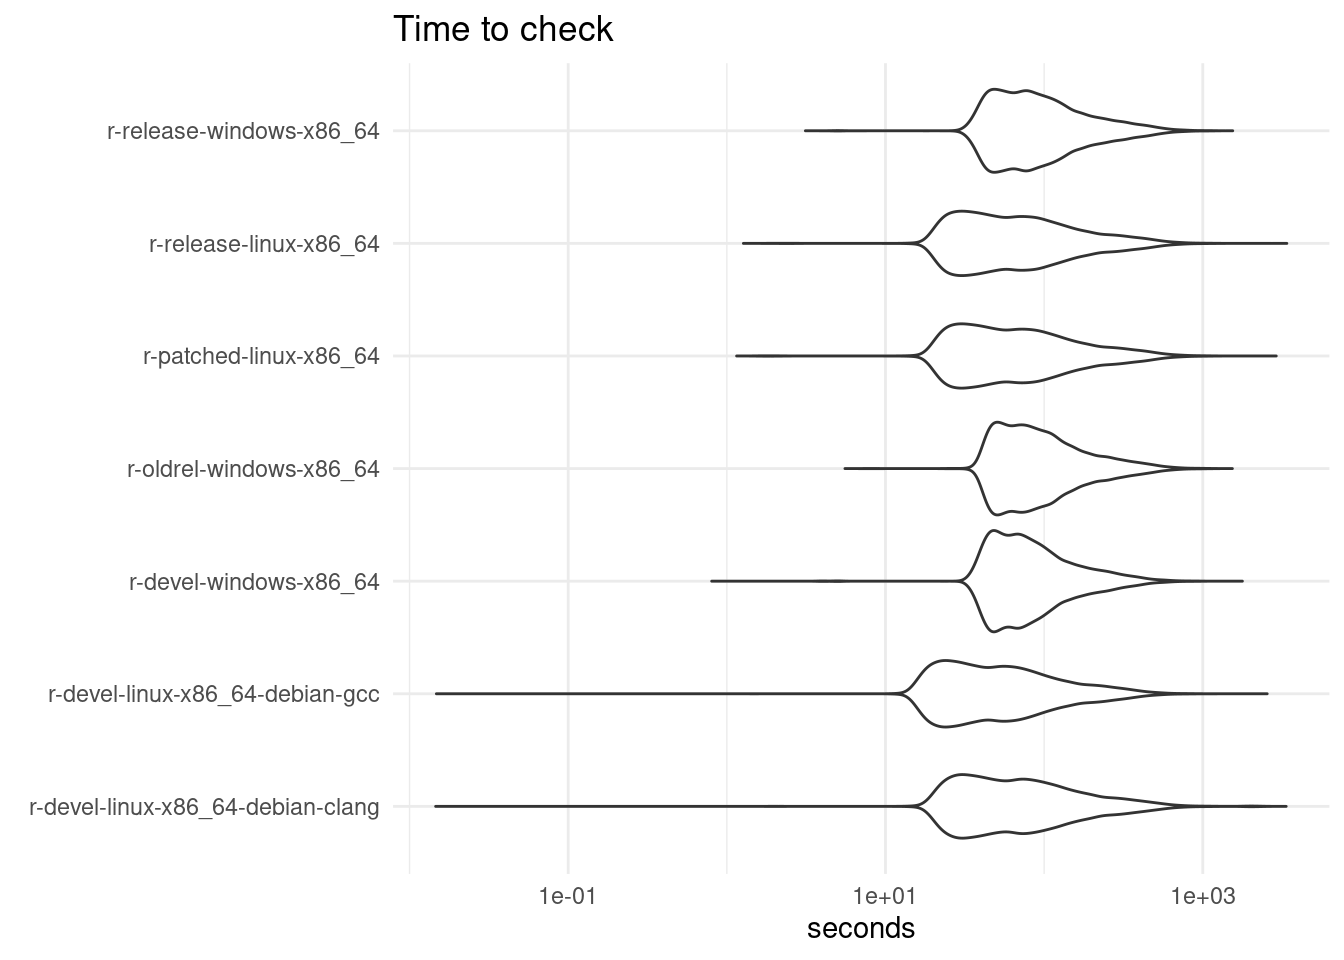 Time to check
r-release-windows-x86_64
r-release-linux-x86_64
r-patched-linux-x86_64
r-oldrel-windows-x86_64
r-devel-windows-x86_64
r-devel-linux-x86_64-debian-gcc
r-devel-linux-x86_64-debian-clang
1e-01 1e+01 1e+03
seconds